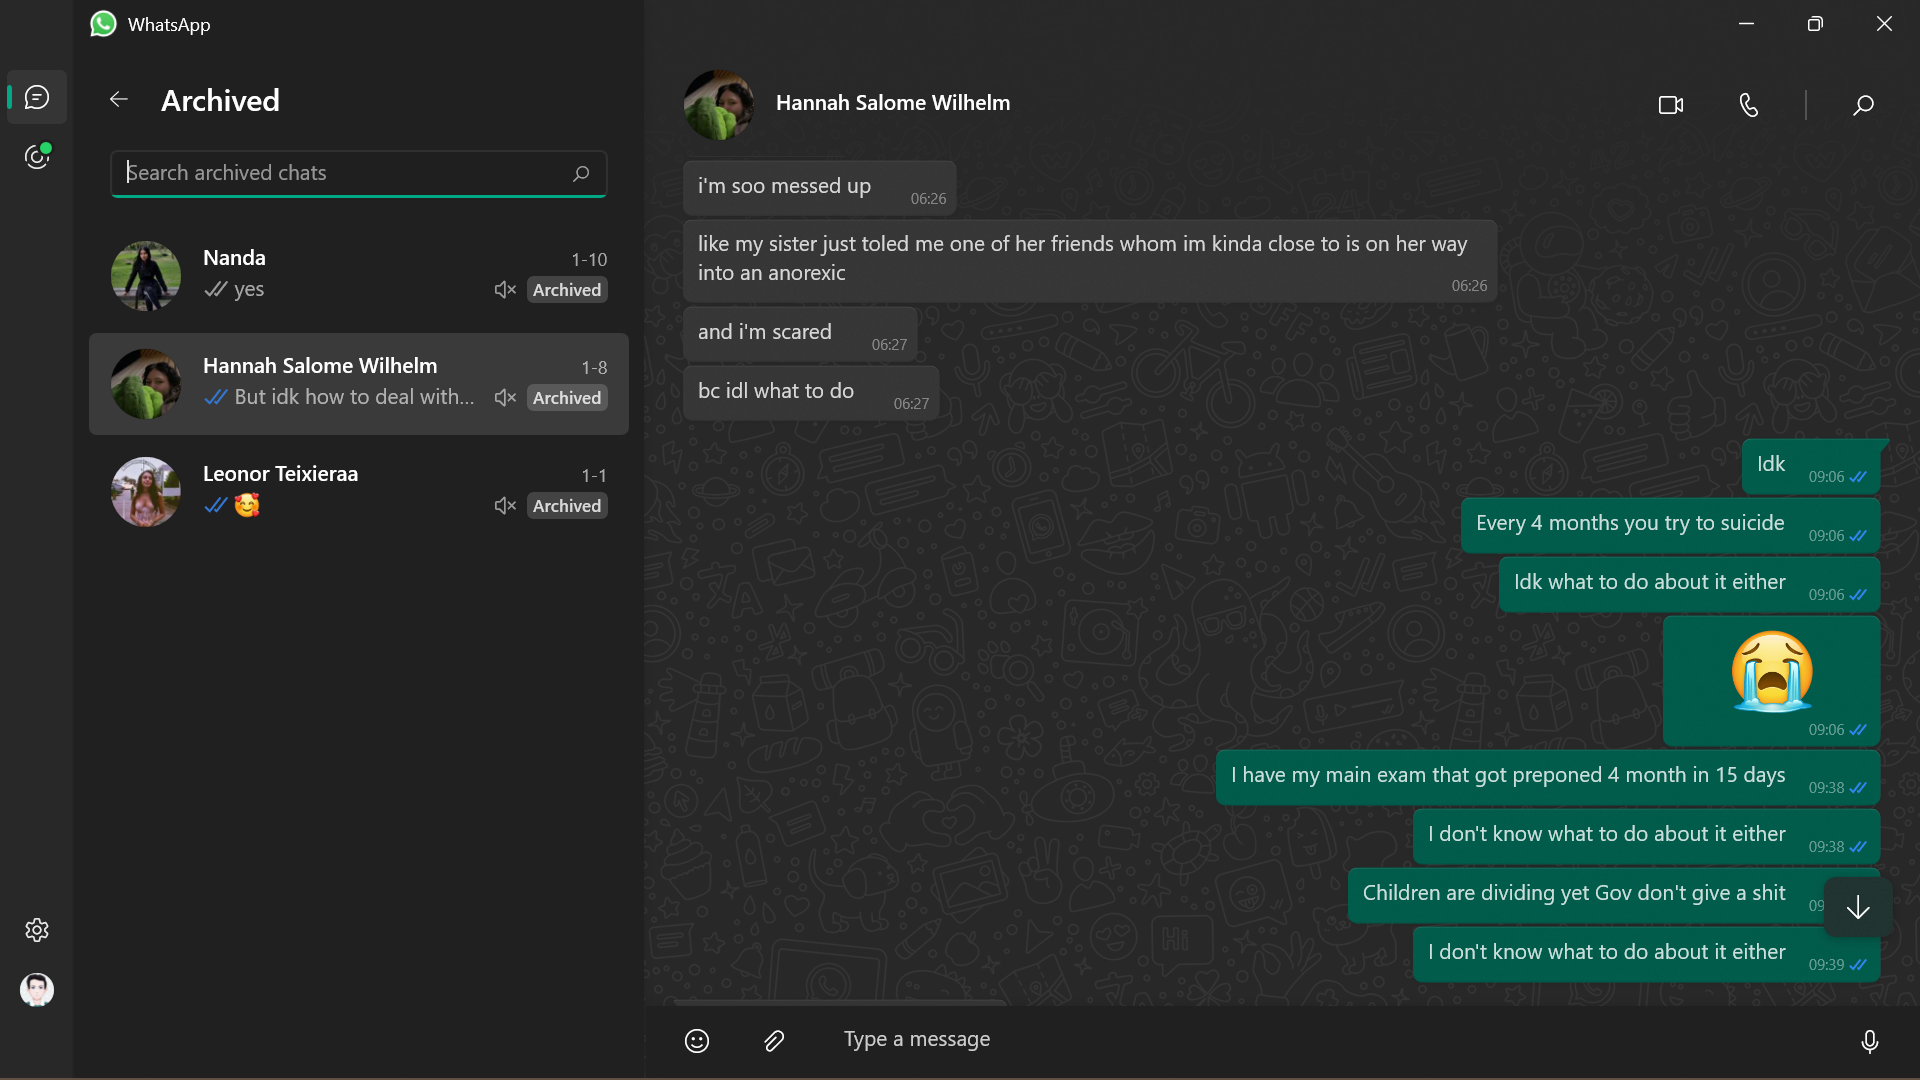 WhatsApp
Archived
Search archived chats
Nanda
1-10
yes
Archived
Hannah Salome Wilhelm
1-8
But idk how to deal with...
Archived
Leonor Teixieraa
1-1
🥰
Archived
Hannah Salome Wilhelm
i'm soo messed up
06:26
like my sister just toled me one of her friends whom im kinda close to is on her way
into an anorexic
06:26
and i'm scared
06:27
bc idl what to do
06:27
Idk
09:06
Every 4 months you try to suicide
09:06
Idk what to do about it either
09:06
😭
09:06
I have my main exam that got preponed 4 month in 15 days
09:38
I don't know what to do about it either
09:38
Children are dividing yet Gov don't give a shit
09
I don't know what to do about it either
09:39
Type a message